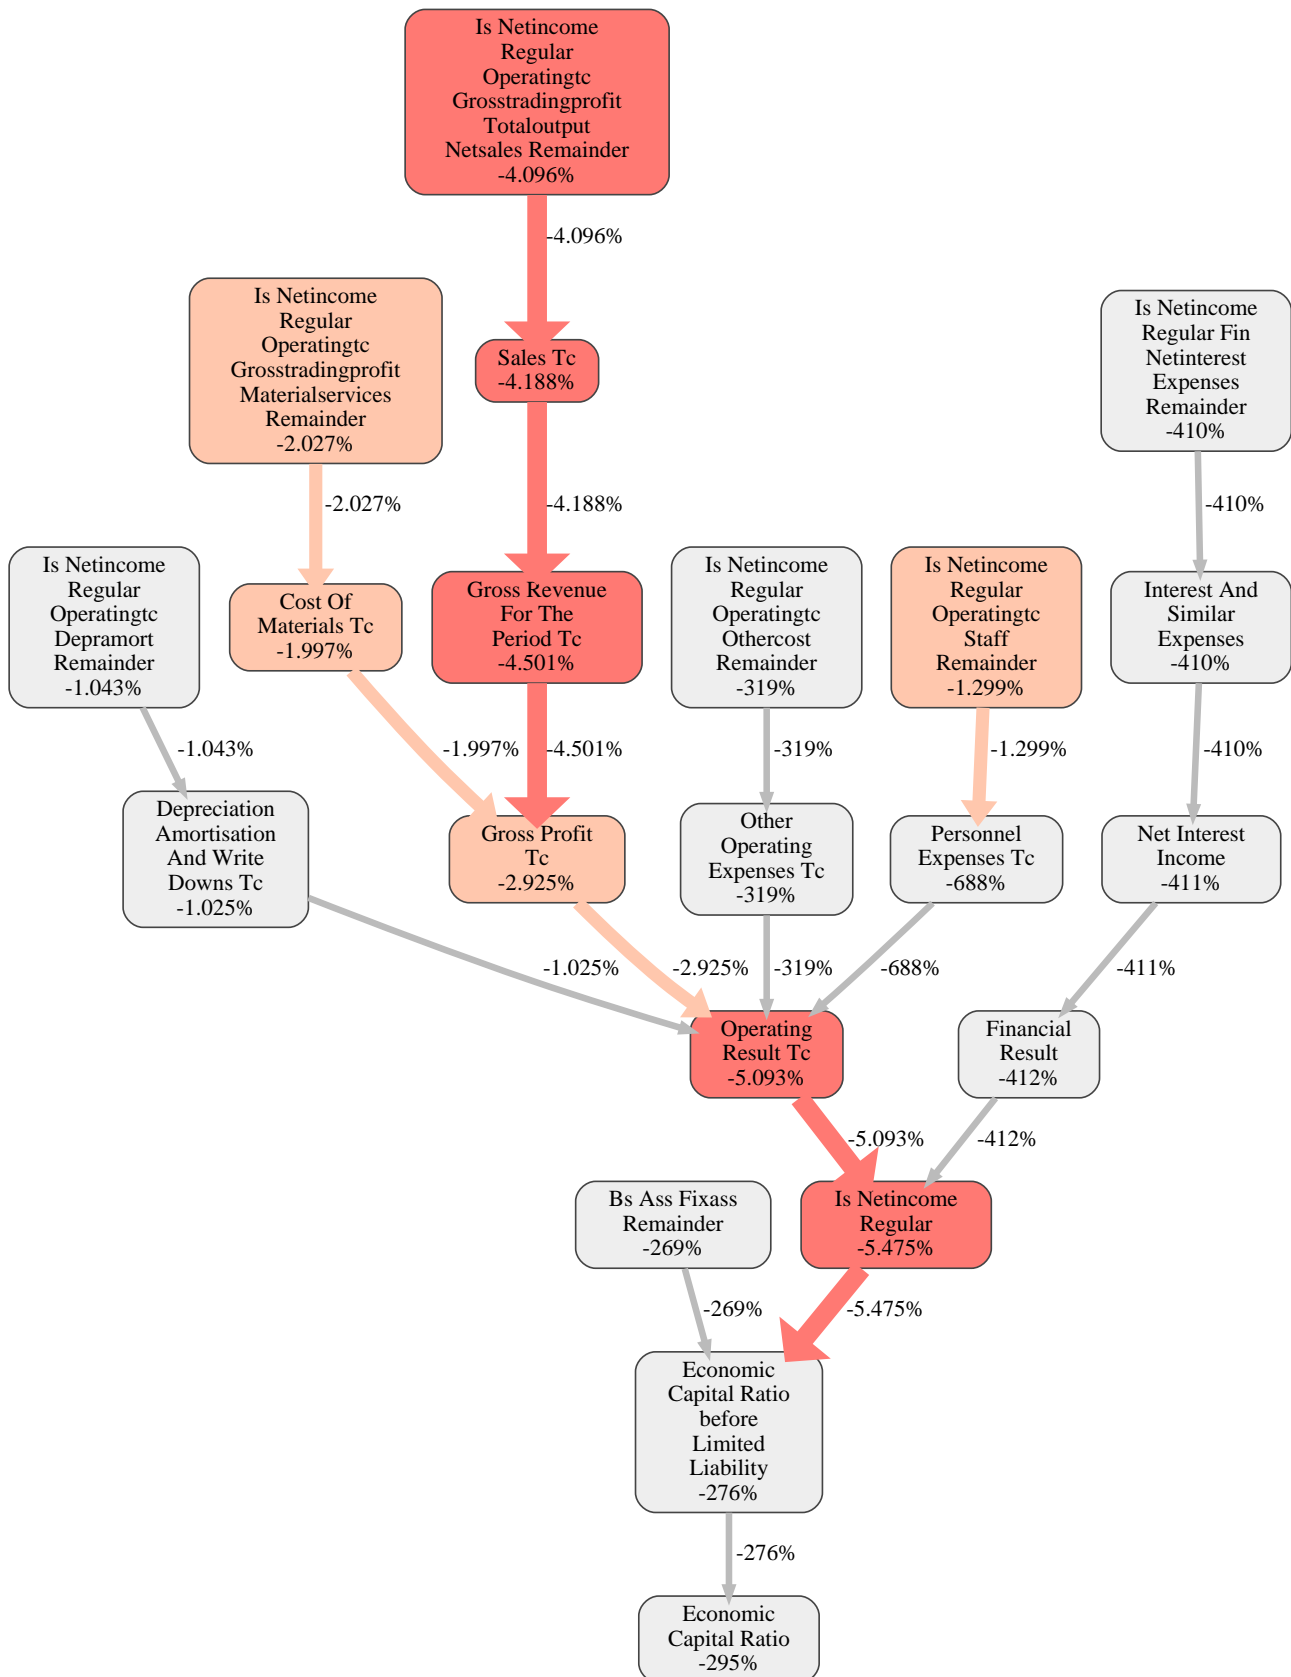 Is Netincome
Regular
Operatingtc
Grosstradingprofit
Totaloutput
Netsales Remainder
-4.096%
-4.096%
Is Netincome
Regular
Operatingtc
Grosstradingprofit
Materialservices
Remainder
-2.027%
Sales Tc
-4.188%
Is Netincome
Regular Fin
Netinterest
Expenses
Remainder
-410%
-2.027%
-4.188%
-410%
Is Netincome
Regular
Operatingtc
Depramort
Remainder
-1.043%
Cost Of
Materials Tc
-1.997%
Gross Revenue
For The
Period Tc
-4.501%
Is Netincome
Regular
Operatingtc
Othercost
Remainder
-319%
Is Netincome
Regular
Operatingtc
Staff
Remainder
-1.299%
Interest And
Similar
Expenses
-410%
-1.043%
-1.997%
-4.501%
-319%
-1.299%
-410%
Depreciation
Amortisation
And Write
Downs Tc
-1.025%
Gross Profit
Tc
-2.925%
Other
Operating
Expenses Tc
-319%
Personnel
Expenses Tc
-688%
Net Interest
Income
-411%
-1.025%
-2.925%
-319%
-688%
-411%
Operating
Result Tc
-5.093%
Financial
Result
-412%
-5.093%
-412%
Bs Ass Fixass
Remainder
-269%
Is Netincome
Regular
-5.475%
-269%
-5.475%
Economic
Capital Ratio
before
Limited
Liability
-276%
-276%
Economic
Capital Ratio
-295%